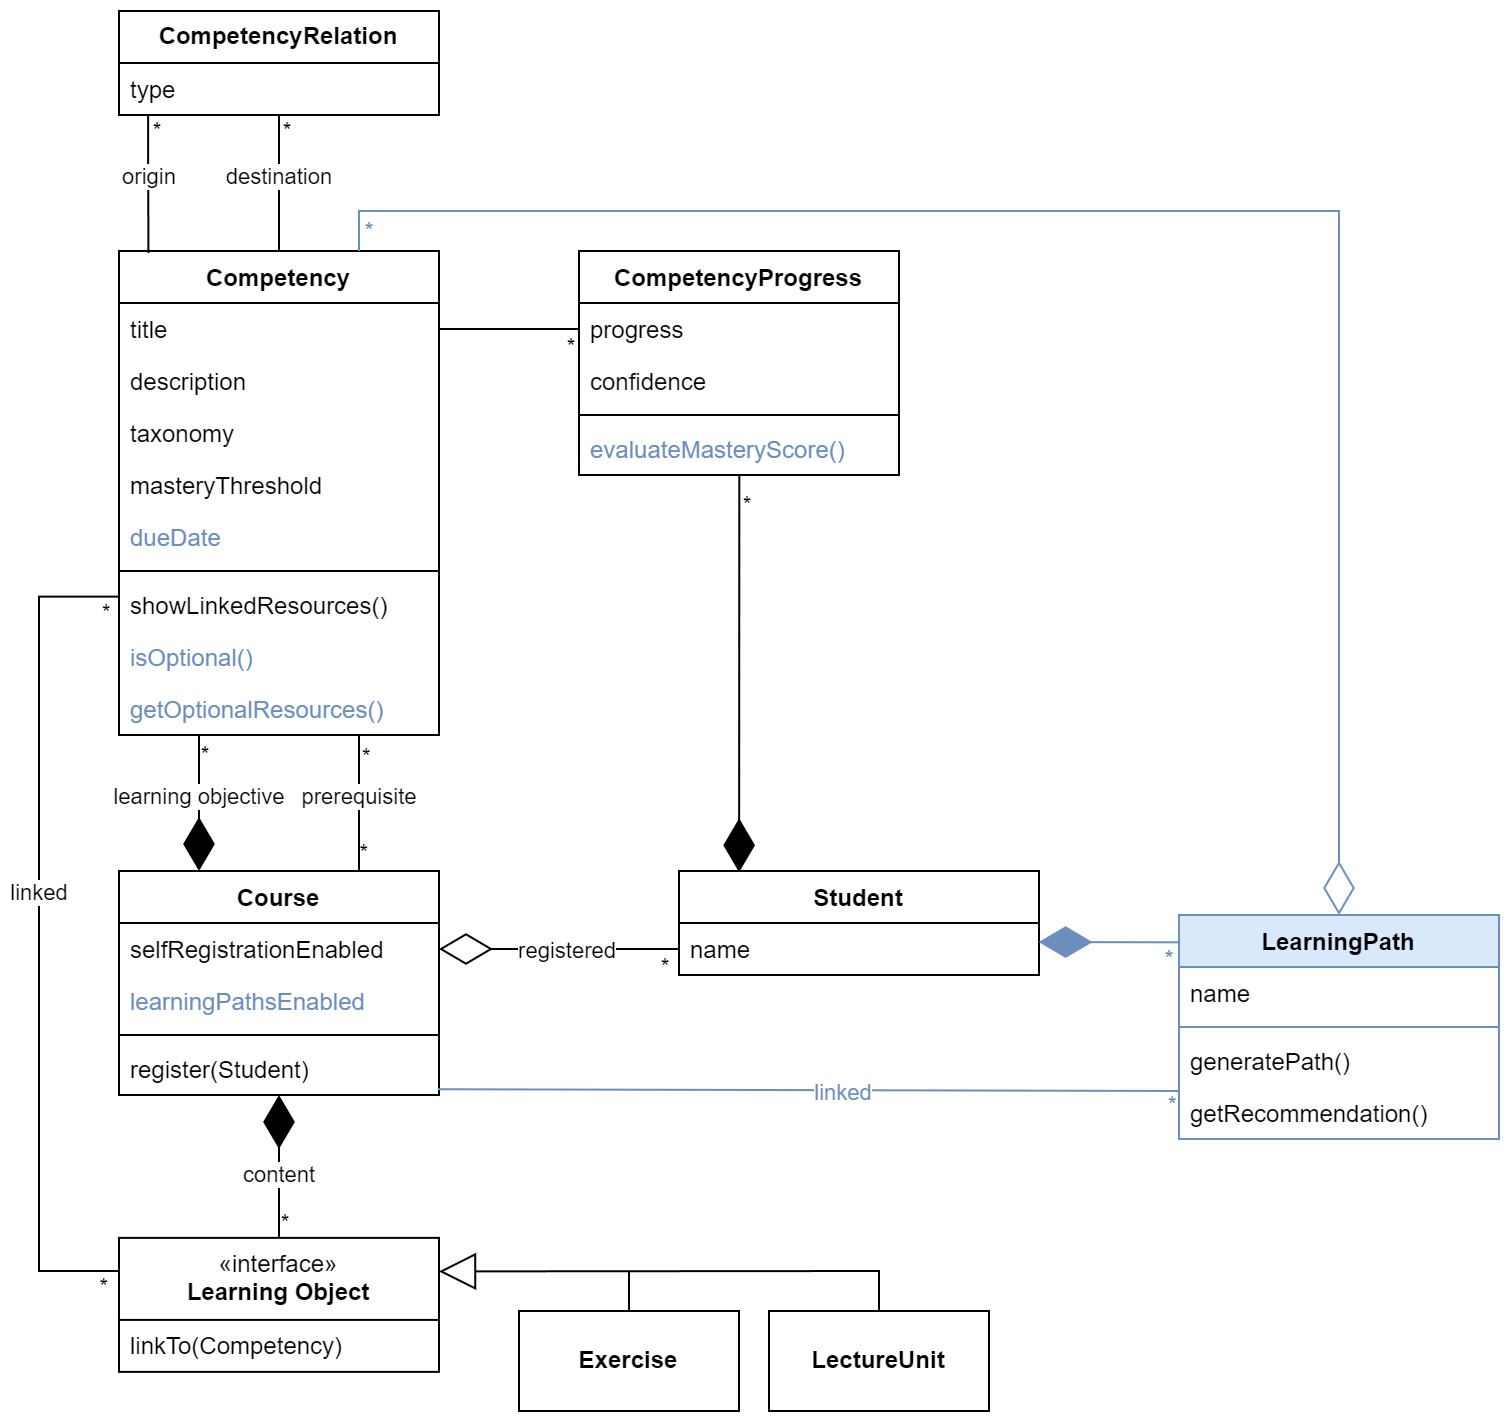 CompetencyRelation
type
*
*
origin
destination
*
Competency
title
description
taxonomy
masteryThreshold
dueDate
showLinkedResources()
isOptional()
getOptionalResources()
CompetencyProgress
progress
confidence
evaluateMasteryScore()
*
*
*
*
*
learning objective
prerequisite
*
linked
Course
selfRegistrationEnabled
learningPathsEnabled
register(Student)
registered
*
Student
name
*
LearningPath
name
generatePath()
getRecommendation()
linked
*
content
*
*
«interface»
Learning Object
linkTo(Competency)
Exercise
LectureUnit